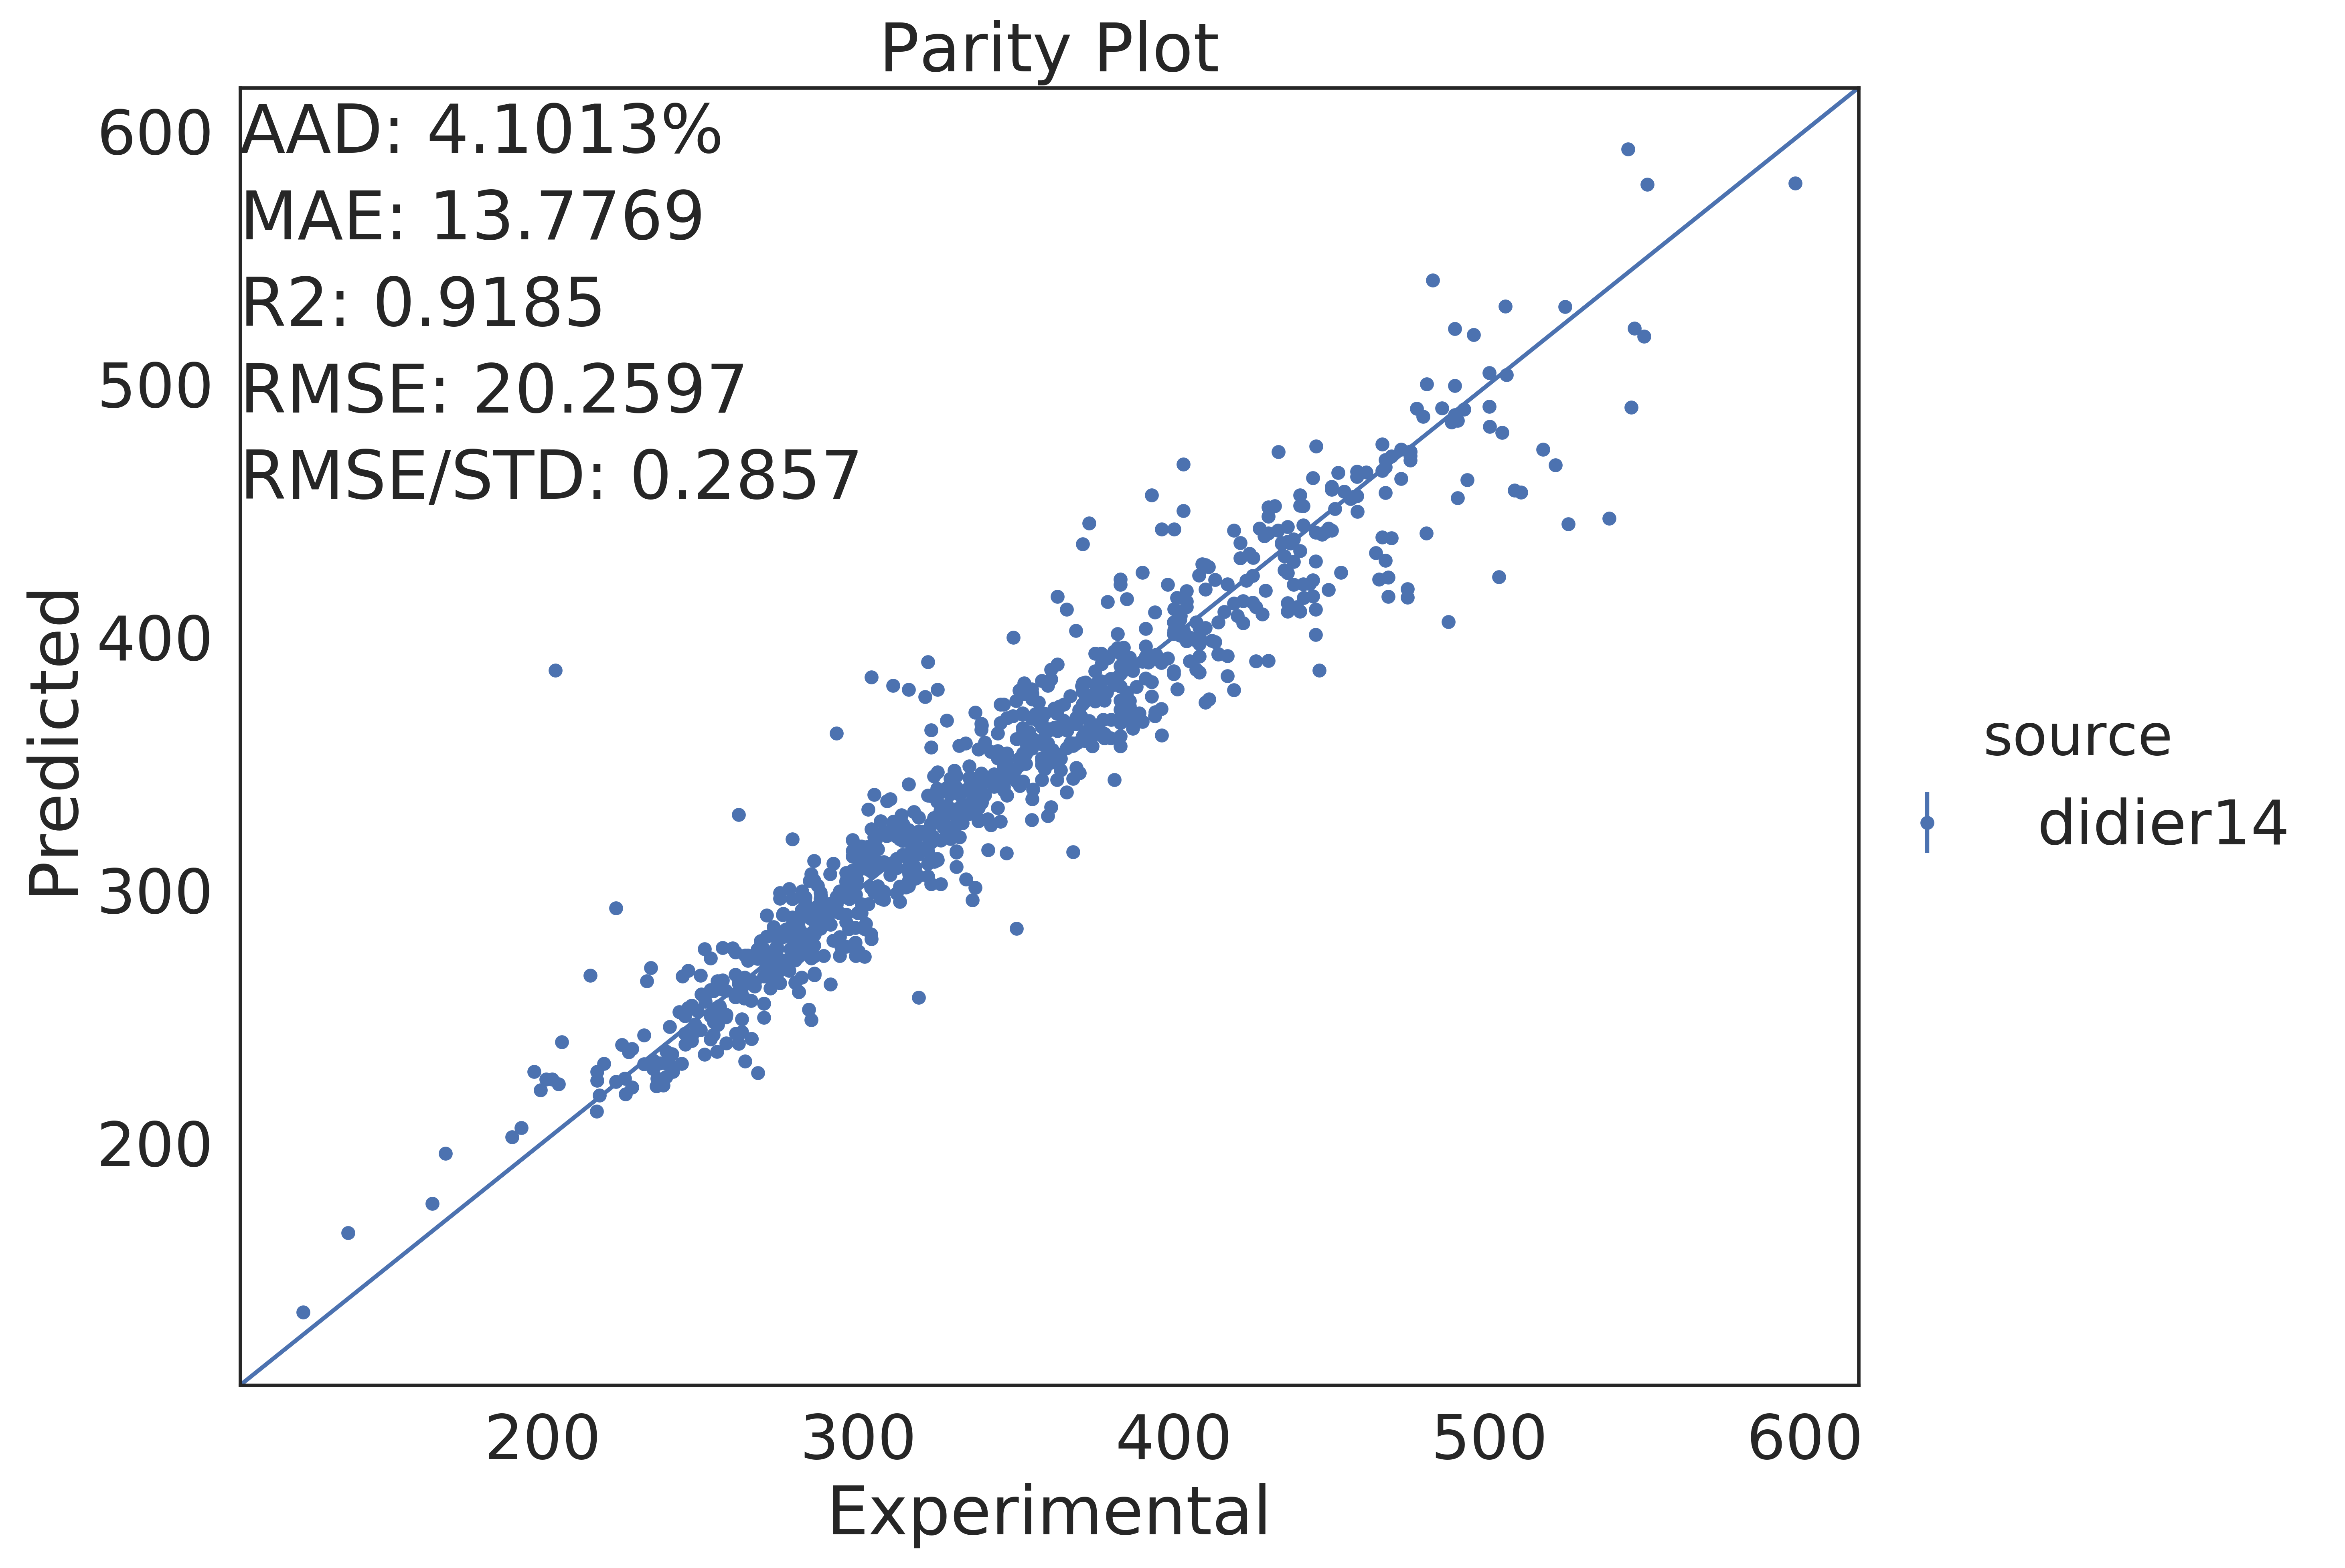 Parity Plot
AAD: 4.1013%
MAE: 13.7769
R2: 0.9185
RMSE: 20.2597
RMSE/STD: 0.2857
600
500
400
300
200
Predicted
200 300 400 500 600
Experimental
source
didier14